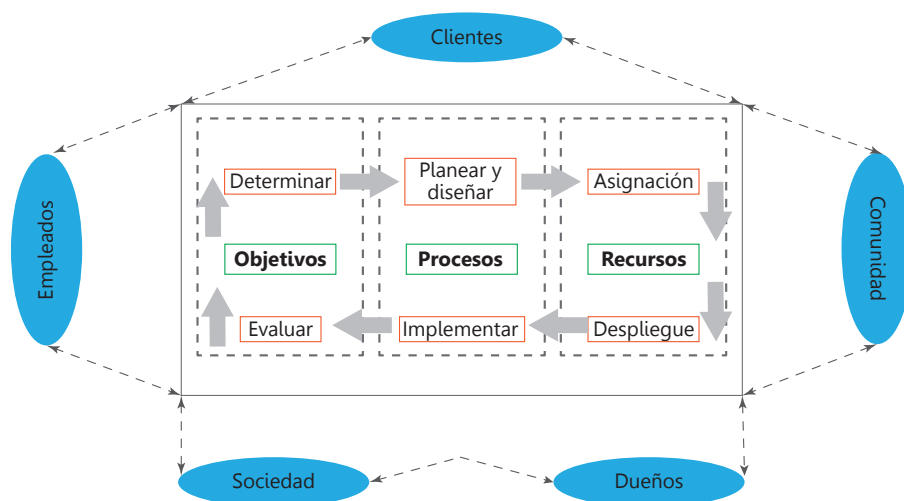 Clientes
Empleados
Comunidad
Determinar
Planear y
diseñar
Asignación
Objetivos
Procesos
Recursos
Evaluar
Implementar
Despliegue
Sociedad
Dueños